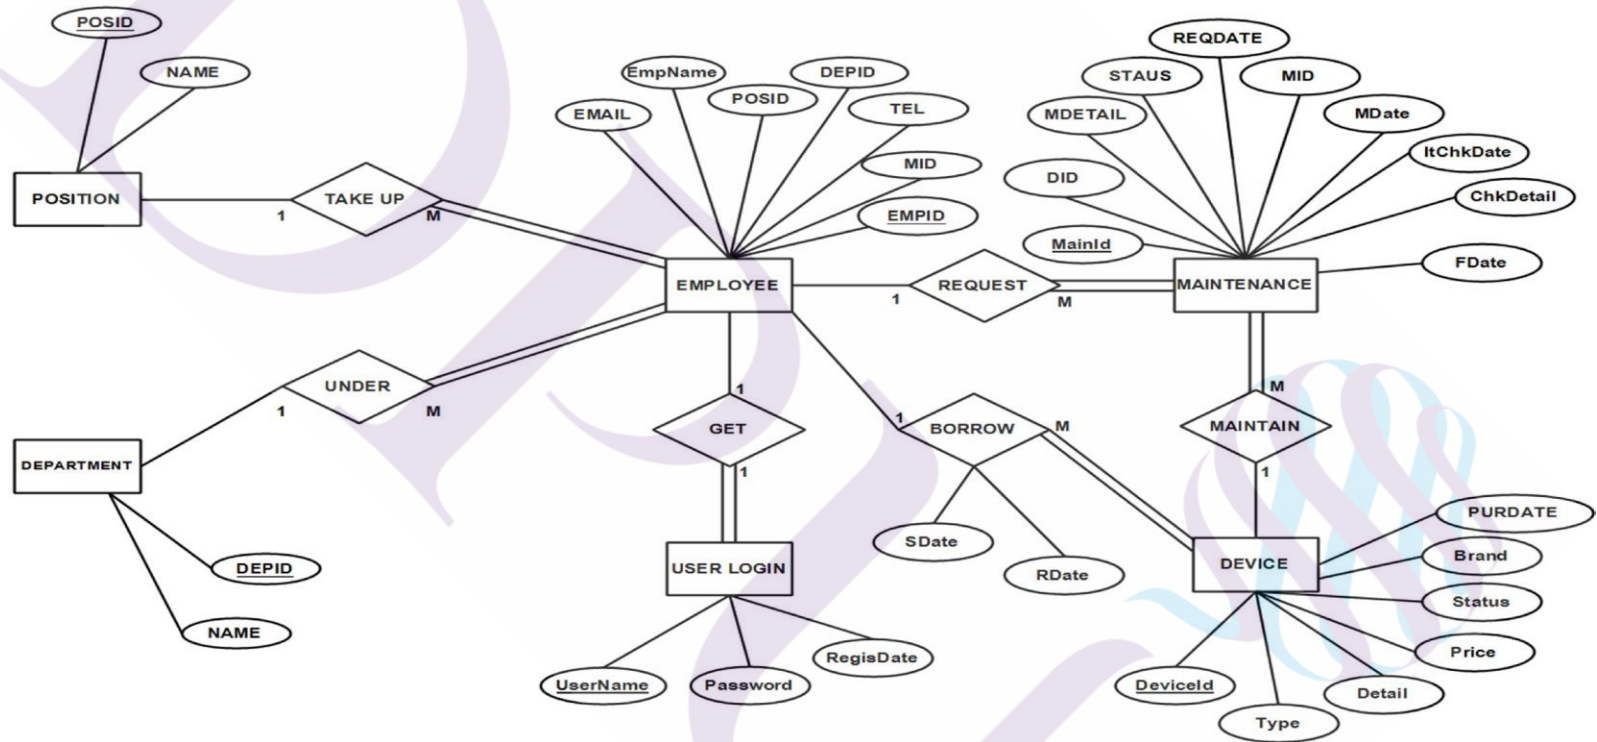 POSID
NAME
POSITION
1
TAKE UP
M
EMAIL
EmpName
POSID
DEPID
TEL
MID
EMPID
EMPLOYEE
1
REQUEST
M
REQDATE
STAUS
MID
MDETAIL
MDate
ItChkDate
DID
ChkDetail
MainId
FDate
MAINTENANCE
UNDER
1
M
DEPARTMENT
DEPID
NAME
1
GET
1
USER LOGIN
UserName
Password
RegisDate
1
BORROW
M
SDate
RDate
M
MAINTAIN
1
DEVICE
PURDATE
Brand
Status
Price
Detail
Type
DeviceId